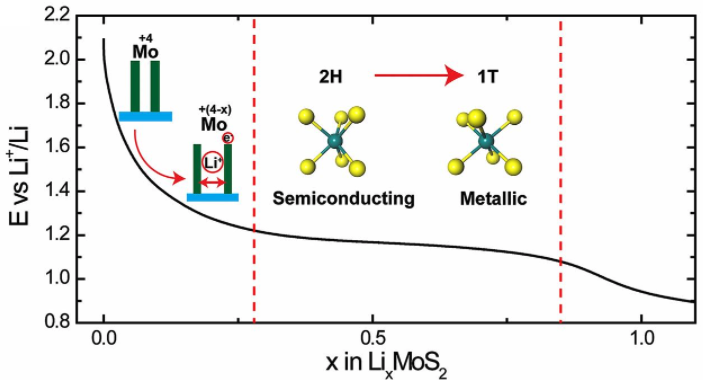 2.2
2.0
1.8
1.6
1.4
1.2
1.0
0.8
E vs Li⁺/Li
+4
Mo
+(4-x)
Mo
e
Li⁺
2H
1T
Semiconducting
Metallic
0.0
0.5
1.0
x in LiₓMoS₂